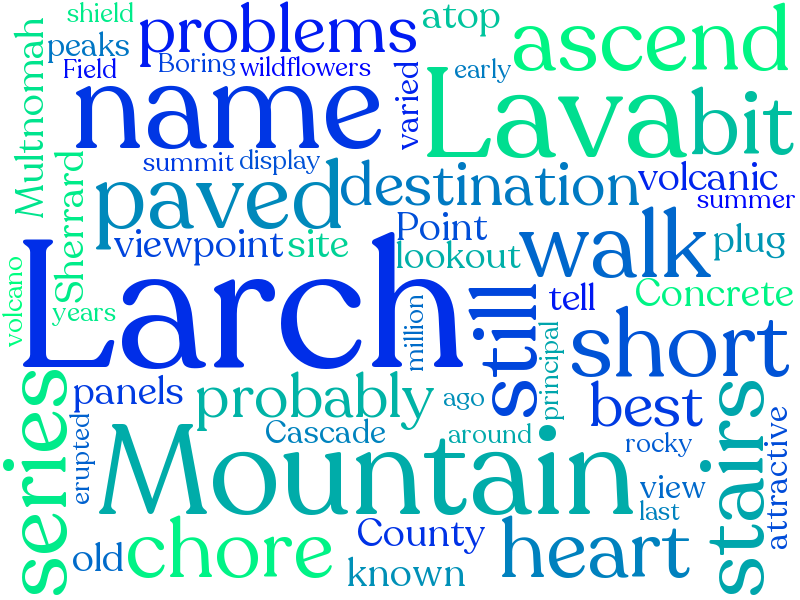 shield
atop
problems
ascend
peaks
Field
Boring
wildflowers
early
Multnomah
name
varied
Lava
bit
summit
display
Sherrard
paved
destination
volcanic
summer
Point
viewpoint
site
lookout
walk
plug
volcano
years
Larch
million
still
tell
Concrete
principal
short
series
panels
probably
ago
best
stairs
erupted
Cascade
around
rocky
attractive
Mountain
view
last
old
chore
County
known
heart